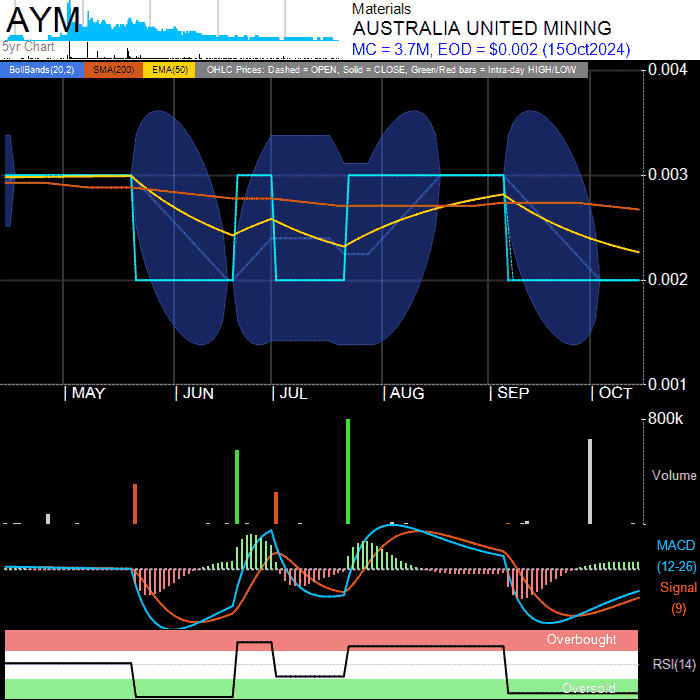 AYM
Materials
AUSTRALIA UNITED MINING
MC = 3.7M, EOD = $0.002 (15Oct2024)
5yr Chart
BollBands(20,2) SMA(200) EMA(50) OHLC Prices: Dashed = OPEN, Solid = CLOSE, Green/Red bars = Intra-day HIGH/LOW
0.004
0.003
0.002
0.001
MAY JUN JUL AUG SEP OCT
800k
Volume
MACD
(12-26)
Signal
(9)
Overbought
RSI(14)
Oversold